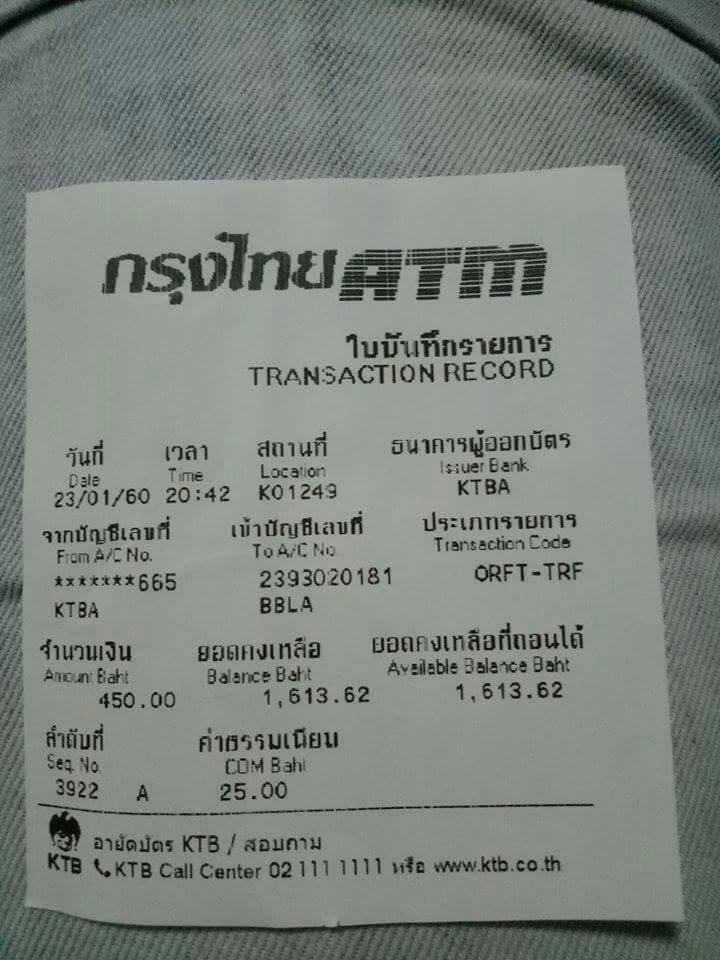 กรุงไทย ATM
ใบบันทึกรายการ
TRANSACTION RECORD
วันที่ เวลา สถานที่ ธนาคารผู้ออกบัตร
Date Time Location Issuer Bank
23/01/60 20:42 K01249 KTBA
จากบัญชีเลขที่ เข้าบัญชีเลขที่ ประเภทรายการ
From A/C No. To A/C No. Transaction Code
*******665 2393020181 ORFT-TRF
KTBA BBLA
จำนวนเงิน ยอดคงเหลือ ยอดคงเหลือที่ถอนได้
Amount Baht Balance Baht Available Balance Baht
450.00 1,613.62 1,613.62
ลำดับที่ ค่าธรรมเนียม
Seq. No. COM Baht
3922 A 25.00
อายัดบัตร KTB / สอบถาม
KTB KTB Call Center 02 111 1111 หรือ www.ktb.co.th